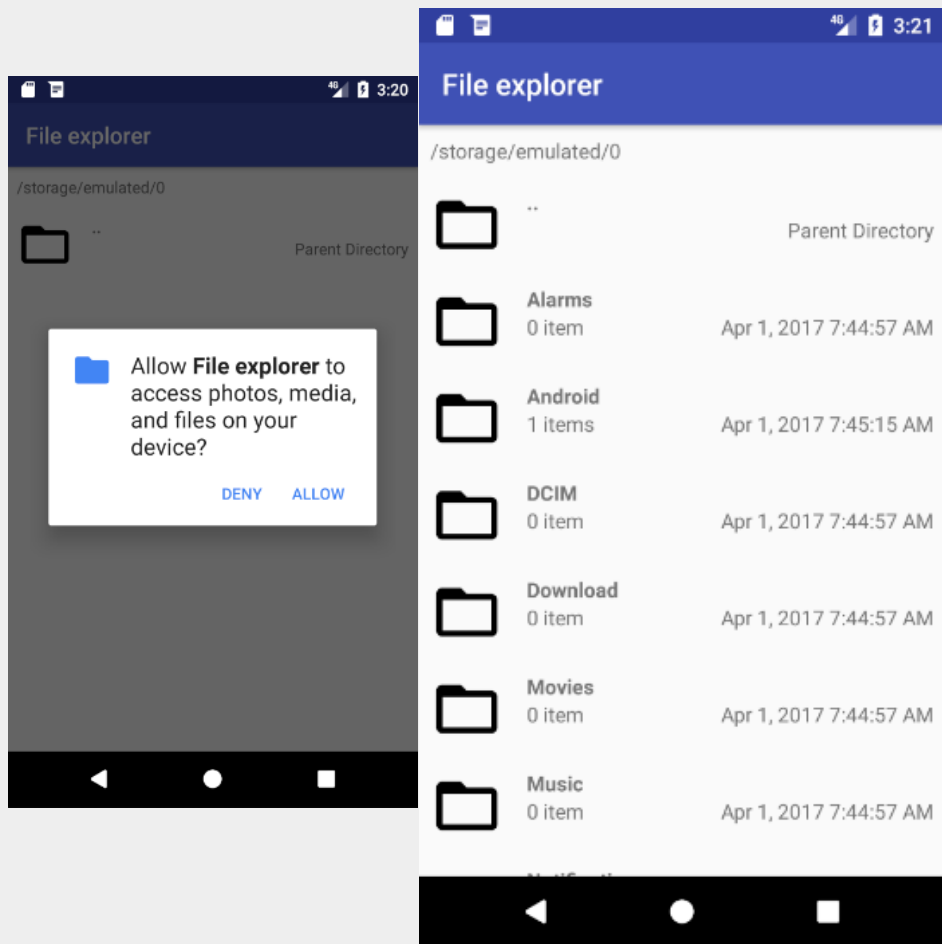 4G 3:20
File explorer
/storage/emulated/0
..
Parent Directory
Allow File explorer to
access photos, media,
and files on your
device?
DENY ALLOW
4G 3:21
File explorer
/storage/emulated/0
..
Parent Directory
Alarms
0 item Apr 1, 2017 7:44:57 AM
Android
1 items Apr 1, 2017 7:45:15 AM
DCIM
0 item Apr 1, 2017 7:44:57 AM
Download
0 item Apr 1, 2017 7:44:57 AM
Movies
0 item Apr 1, 2017 7:44:57 AM
Music
0 item Apr 1, 2017 7:44:57 AM